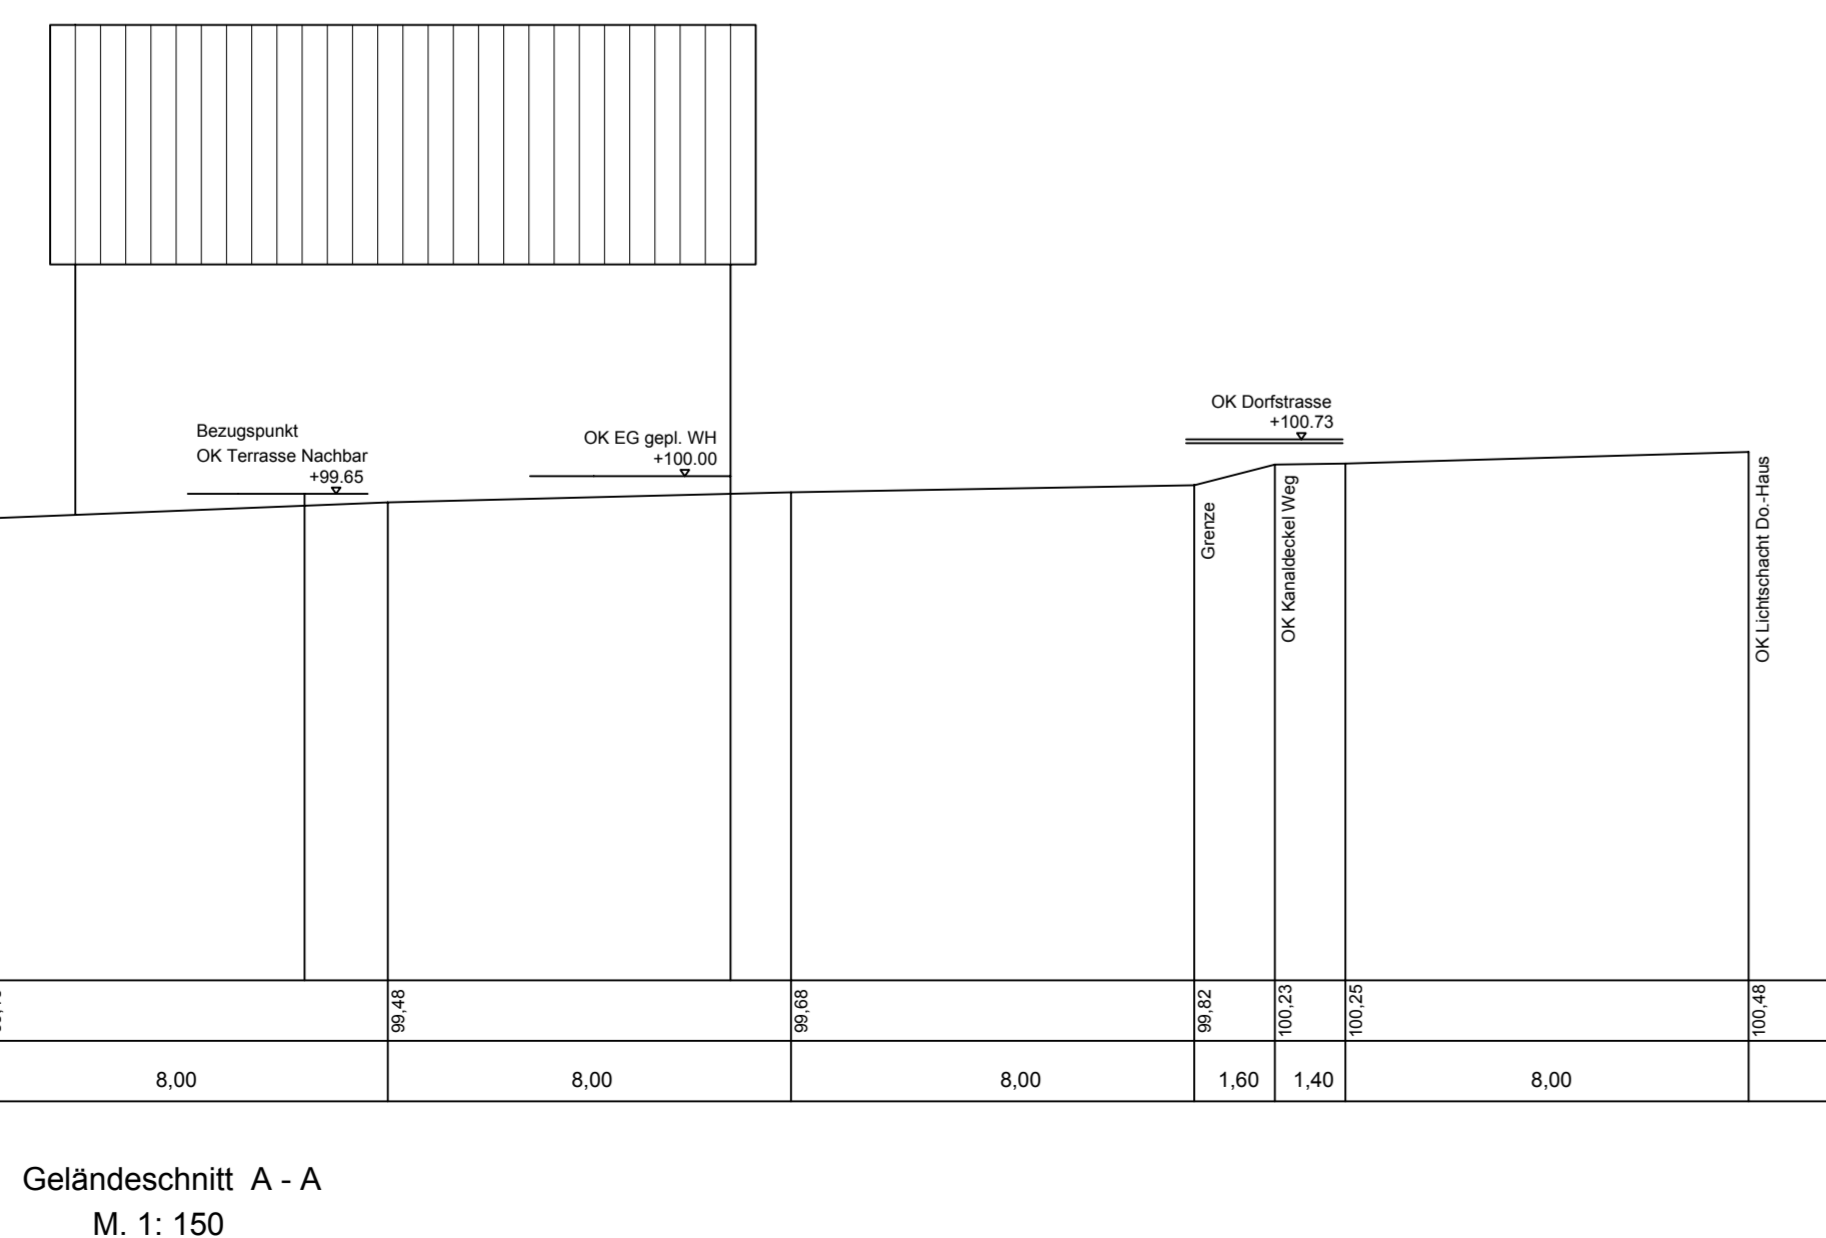 Bezugspunkt
OK Terrasse Nachbar
+99.65
OK EG gepl. WH
+100.00
OK Dorfstrasse
+100.73
Grenze
OK Kanaldeckel Weg
OK Lichtschacht Do.-Haus
99,48
99,68
99,82
100,23
100,25
100,48
8,00
8,00
8,00
1,60
1,40
8,00
Geländeschnitt A - A
M. 1: 150